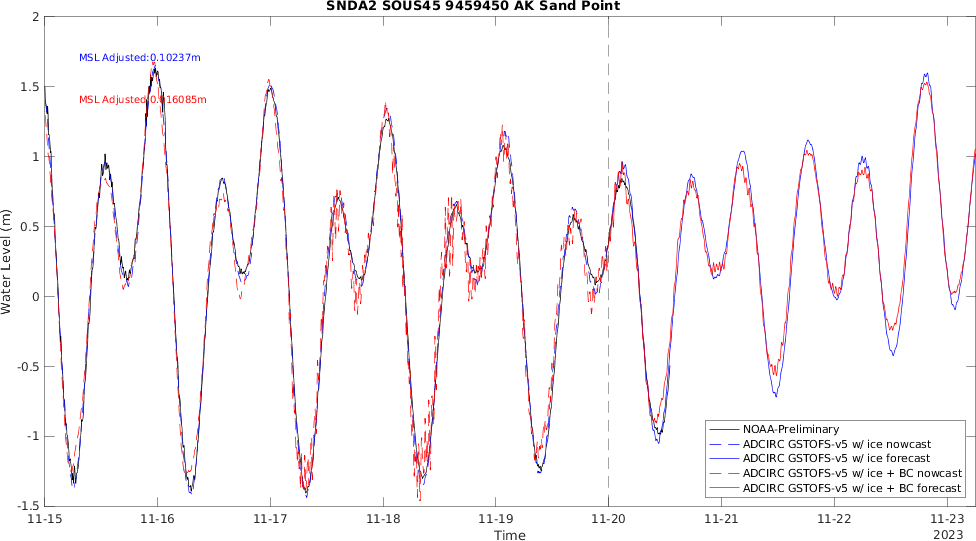 SNDA2 SOUS45 9459450 AK Sand Point
2
MSL Adjusted:0.10237m
1.5
MSL Adjusted:0.016085m
1
0.5
0
-0.5
-1
-1.5
Water Level (m)
NOAA-Preliminary
ADCIRC GSTOFS-v5 w/ ice nowcast
ADCIRC GSTOFS-v5 w/ ice forecast
ADCIRC GSTOFS-v5 w/ ice + BC nowcast
ADCIRC GSTOFS-v5 w/ ice + BC forecast
11-15 11-16 11-17 11-18 11-19 11-20 11-21 11-22 11-23
Time
2023